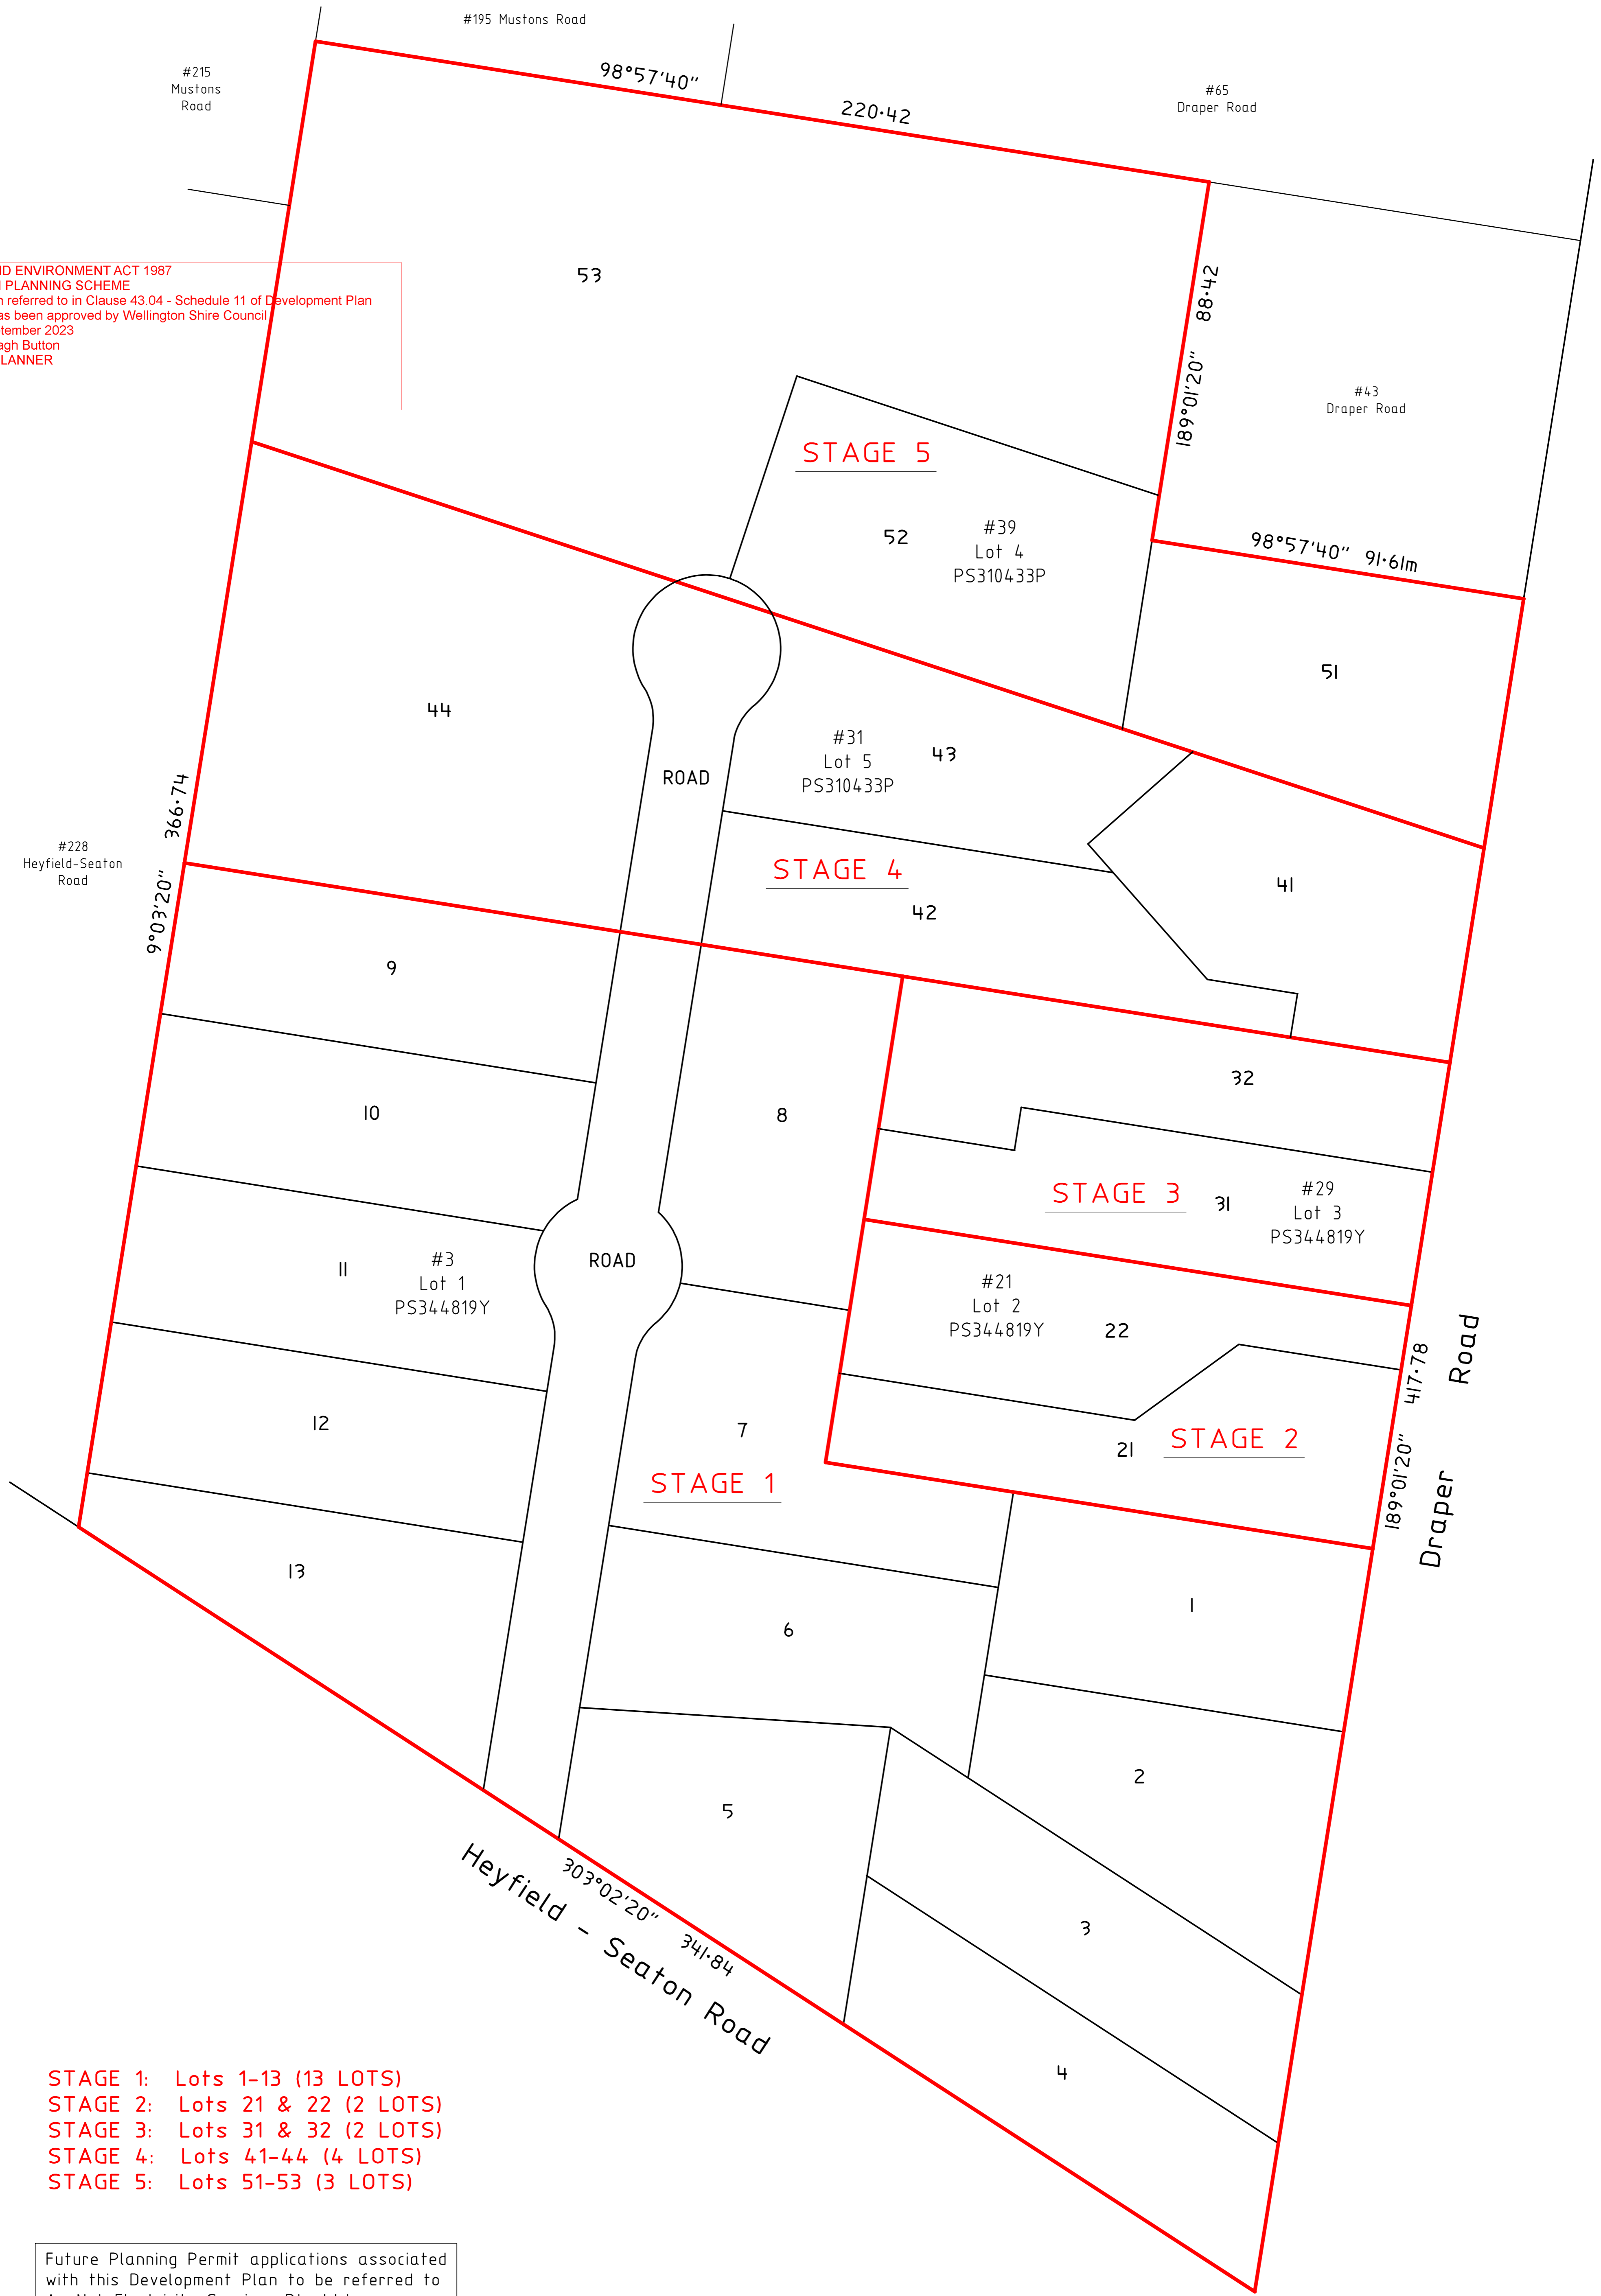 #195 Mustons Road
#215
Mustons
Road
98°57'40"
220·42
#65
Draper Road
ENVIRONMENT ACT 1987
PLANNING SCHEME
referred to in Clause 43.04 - Schedule 11 of Development Plan
been approved by Wellington Shire Council
2023
Button
53
88·42
189°01'20"
#43
Draper Road
STAGE 5
52
#39
Lot 4
PS310433P
98°57'40" 91·61m
51
44
#31
Lot 5
PS310433P
43
ROAD
366·74
9°03'20"
#228
Heyfield-Seaton
Road
STAGE 4
42
41
9
32
10
8
STAGE 3
31
#29
Lot 3
PS344819Y
11
#3
Lot 1
PS344819Y
ROAD
#21
Lot 2
PS344819Y
22
417·78
189°01'20"
Draper Road
12
7
21
STAGE 2
STAGE 1
13
1
6
2
5
303°02'20"
341·84
Heyfield - Seaton Road
3
4
STAGE 1: Lots 1-13 (13 LOTS)
STAGE 2: Lots 21 & 22 (2 LOTS)
STAGE 3: Lots 31 & 32 (2 LOTS)
STAGE 4: Lots 41-44 (4 LOTS)
STAGE 5: Lots 51-53 (3 LOTS)
Future Planning Permit applications associated
with this Development Plan to be referred to